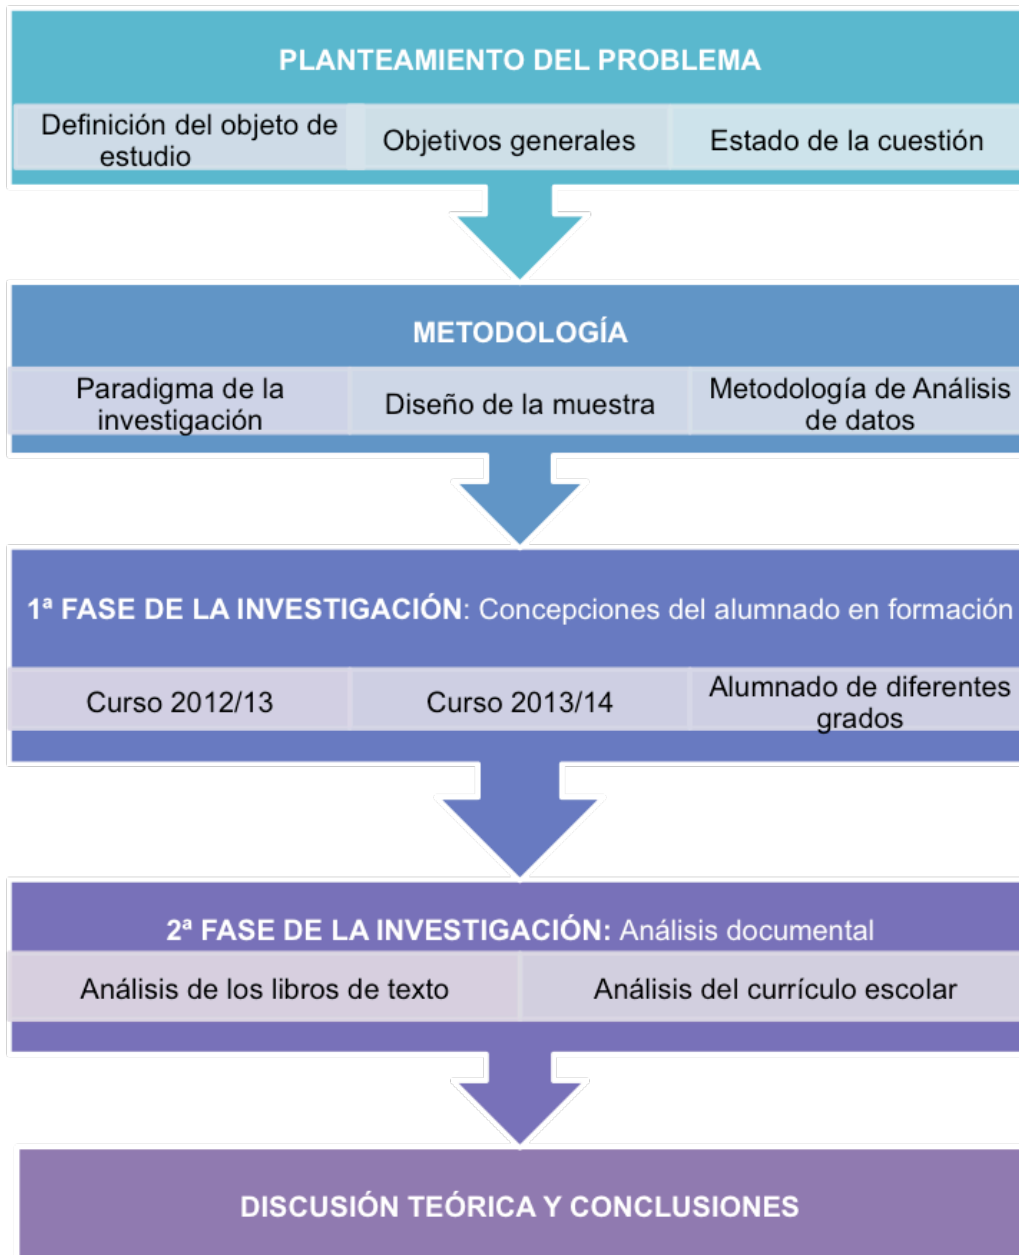 PLANTEAMIENTO DEL PROBLEMA
Definición del objeto de
estudio
Objetivos generales
Estado de la cuestión
METODOLOGÍA
Paradigma de la
investigación
Diseño de la muestra
Metodología de Análisis
de datos
1ª FASE DE LA INVESTIGACIÓN: Concepciones del alumnado en formación
Curso 2012/13
Curso 2013/14
Alumnado de diferentes
grados
2ª FASE DE LA INVESTIGACIÓN: Análisis documental
Análisis de los libros de texto
Análisis del currículo escolar
DISCUSIÓN TEÓRICA Y CONCLUSIONES